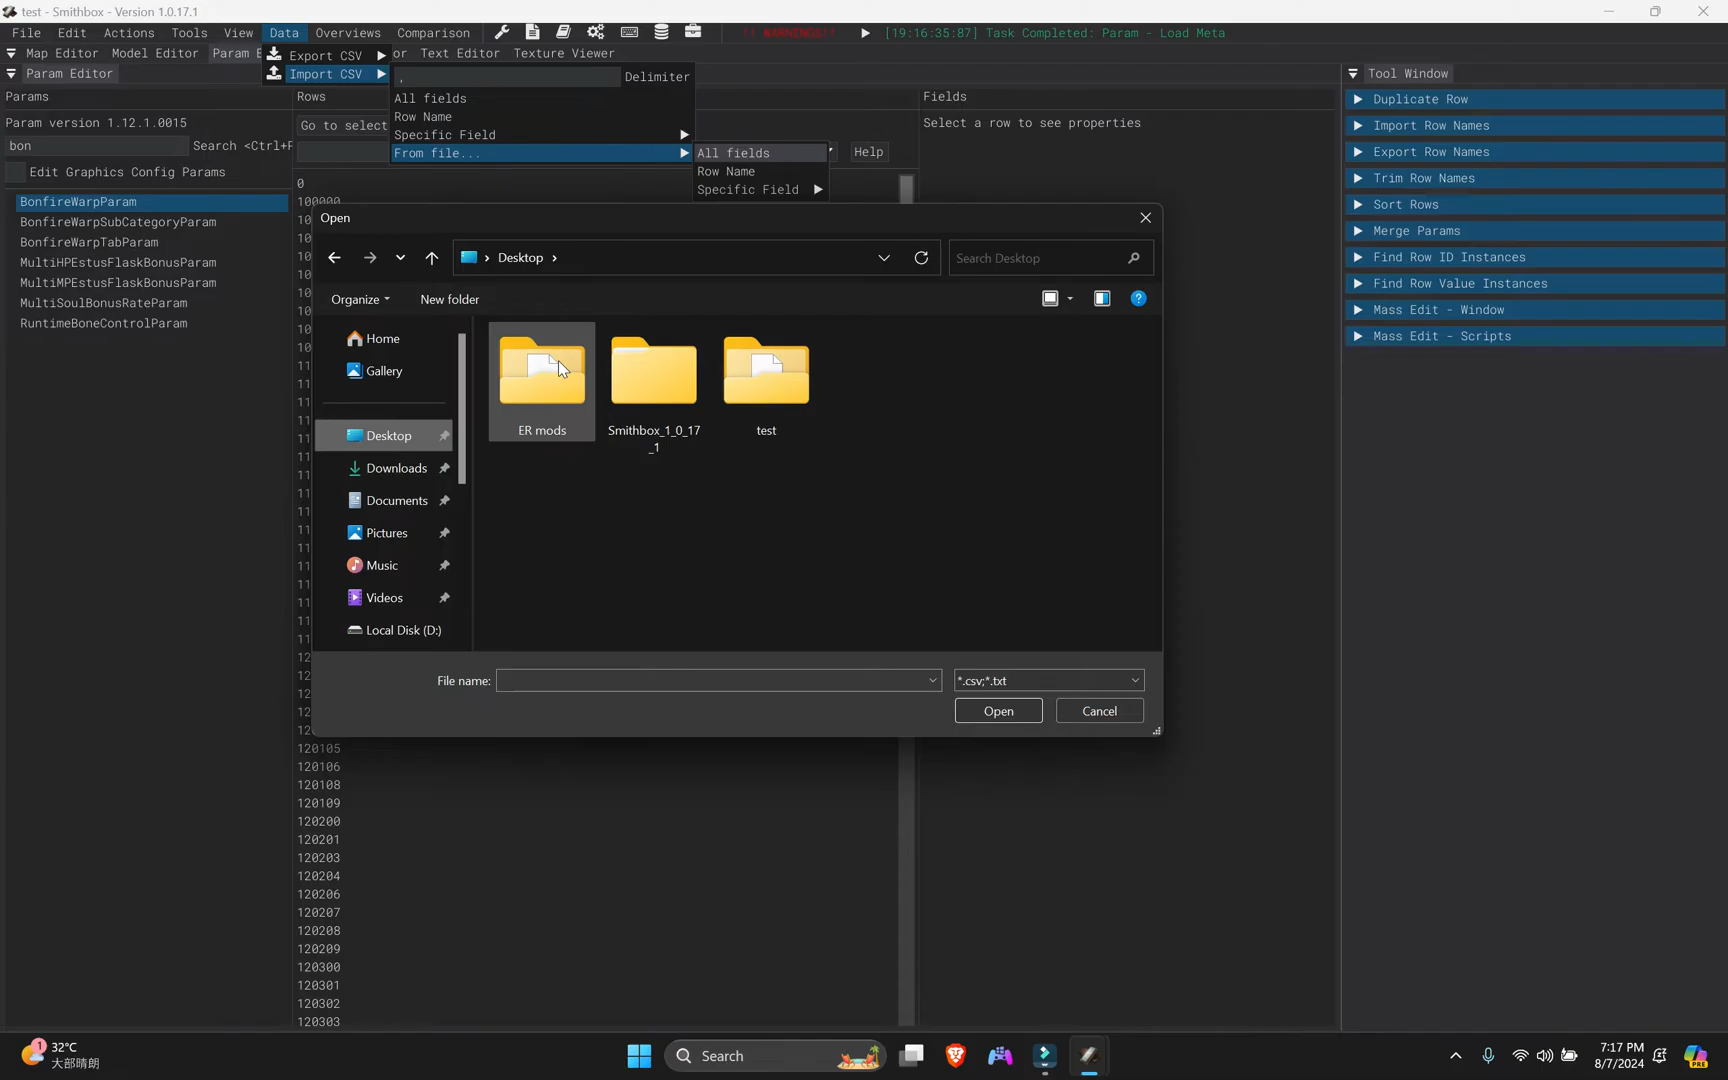 test - Smithbox - Version 1.0.17.1
File Edit Actions Tools View Data Overviews Comparison !! WARNINGS!! [19:16:35:87] Task Completed: Param - Load Meta
Map Editor Model Editor Param E or Text Editor Texture Viewer
Export CSV
Import CSV
Param Editor
Tool Window
, Delimiter
All fields
Row Name
Specific Field
From file...
All fields
Row Name
Specific Field
Params
Param version 1.12.1.0015
bon Search <Ctrl+F
Edit Graphics Config Params
BonfireWarpParam
BonfireWarpSubCategoryParam
BonfireWarpTabParam
MultiHPEstusFlaskBonusParam
MultiMPEstusFlaskBonusParam
MultiSoulBonusRateParam
RuntimeBoneControlParam
Rows
Go to select
Help
0
100000
120105
120106
120108
120109
120200
120201
120203
120204
120206
120207
120208
120209
120300
120301
120302
120303
Fields
Select a row to see properties
Duplicate Row
Import Row Names
Export Row Names
Trim Row Names
Sort Rows
Merge Params
Find Row ID Instances
Find Row Value Instances
Mass Edit - Window
Mass Edit - Scripts
Open
Desktop
Search Desktop
Organize New folder
Home
Gallery
Desktop
Downloads
Documents
Pictures
Music
Videos
Local Disk (D:)
ER mods
Smithbox_1_0_17
_1
test
File name: *.csv;*.txt
Open Cancel
1
32°C
大部晴朗
Search
7:17 PM
8/7/2024
PRE